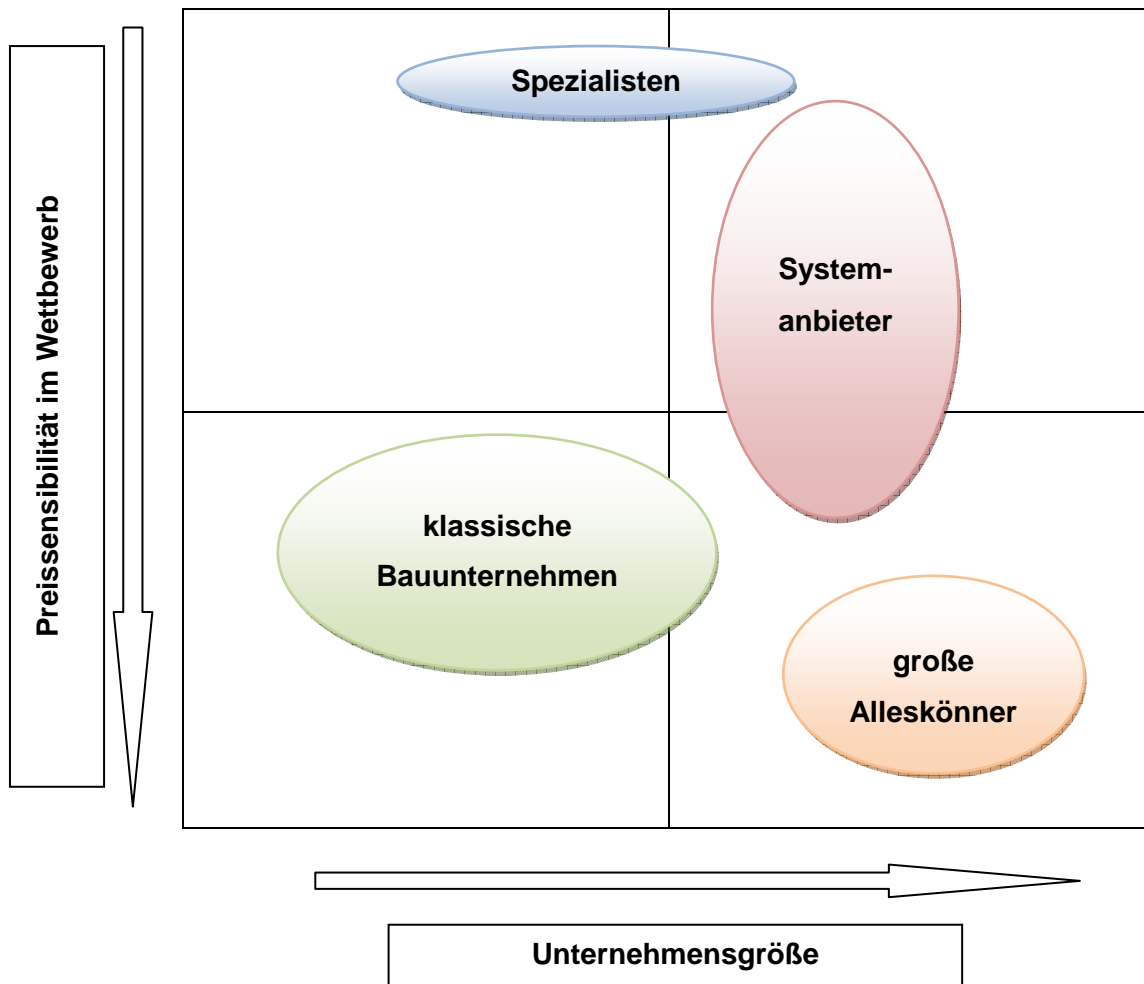 Preissensibilität im Wettbewerb
Spezialisten
System-
anbieter
klassische
Bauunternehmen
große
Alleskönner
Unternehmensgröße